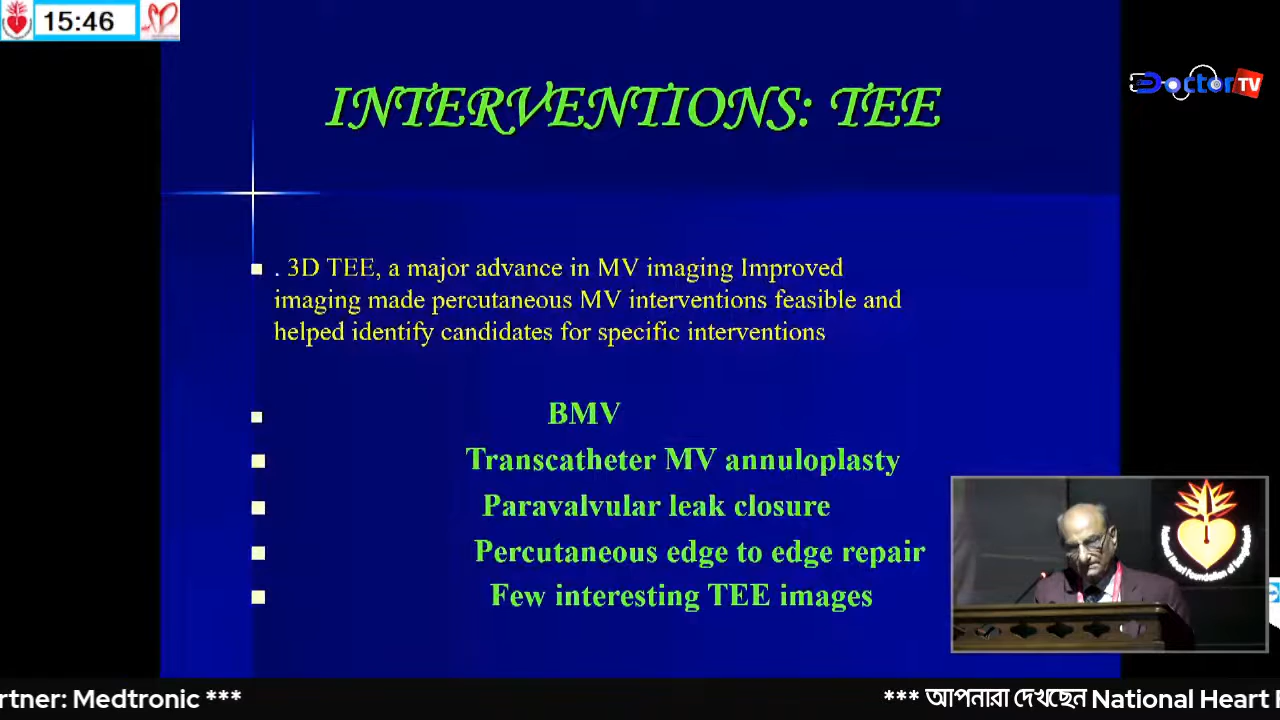 15:46
Doctor TV
INTERVENTIONS: TEE
. 3D TEE, a major advance in MV imaging Improved
imaging made percutaneous MV interventions feasible and
helped identify candidates for specific interventions
BMV
Transcatheter MV annuloplasty
Paravalvular leak closure
Percutaneous edge to edge repair
Few interesting TEE images
rtner: Medtronic ***
*** আপনারা দেখছেন National Heart